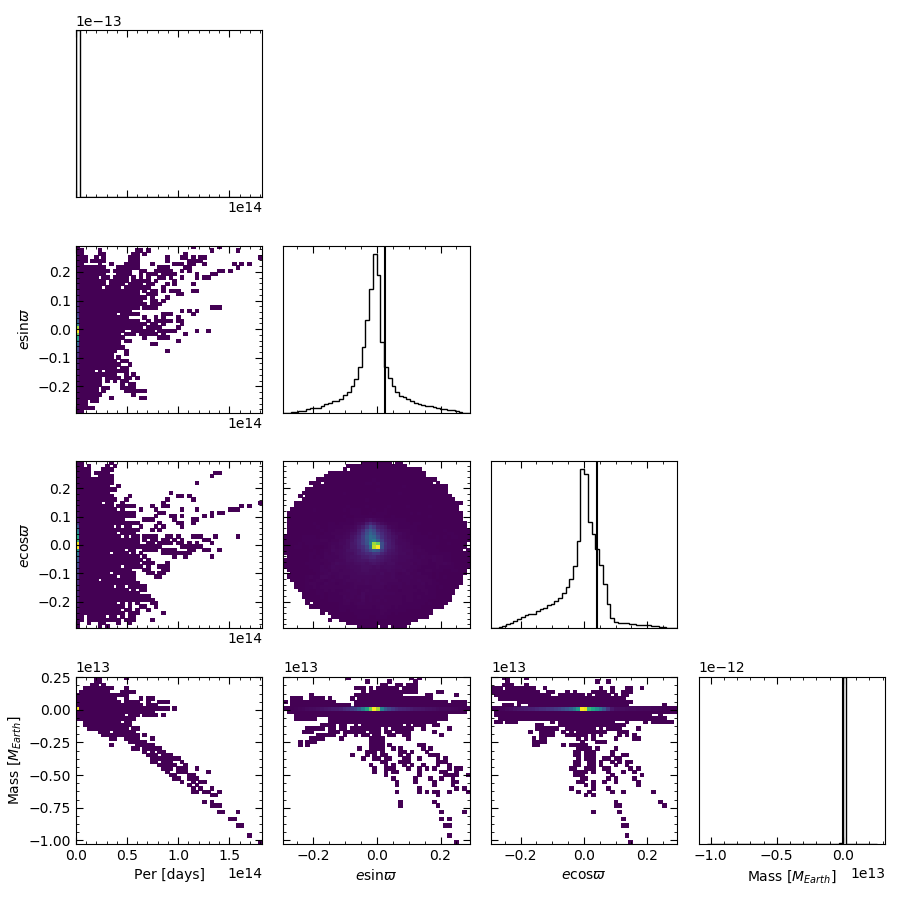 1e−13
1e14
0.2
0.1
0.0
−0.1
−0.2
e sinϖ
1e14
0.2
0.1
0.0
−0.1
−0.2
e cosϖ
1e14
1e13 1e13 1e13 1e−12
0.25
0.00
−0.25
−0.50
−0.75
−1.00
Mass [M_Earth]
0.0 0.5 1.0 1.5 −0.2 0.0 0.2 −0.2 0.0 0.2 −1.0 −0.5 0.0
Per [days] 1e14 e sinϖ e cosϖ Mass [M_Earth] 1e13